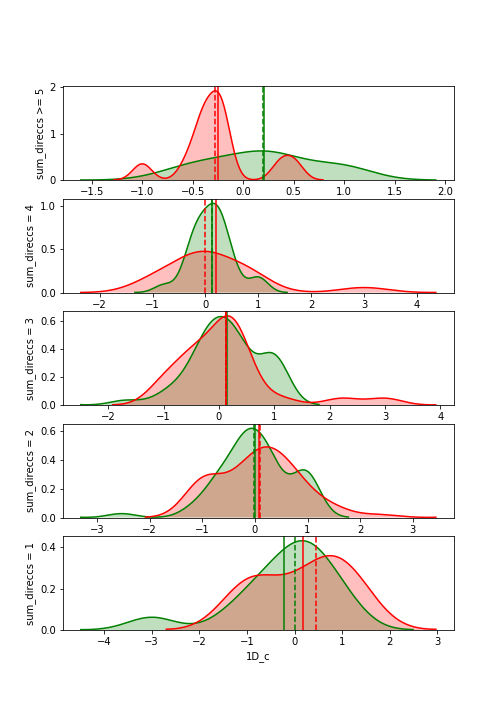 sum_direccs >= 5
2
1
0
−1.5 −1.0 −0.5 0.0 0.5 1.0 1.5 2.0
sum_direccs = 4
1.0
0.5
0.0
−2 −1 0 1 2 3 4
sum_direccs = 3
0.6
0.4
0.2
0.0
−2 −1 0 1 2 3 4
sum_direccs = 2
0.6
0.4
0.2
0.0
−3 −2 −1 0 1 2 3
sum_direccs = 1
0.4
0.2
0.0
−4 −3 −2 −1 0 1 2 3
1D_c